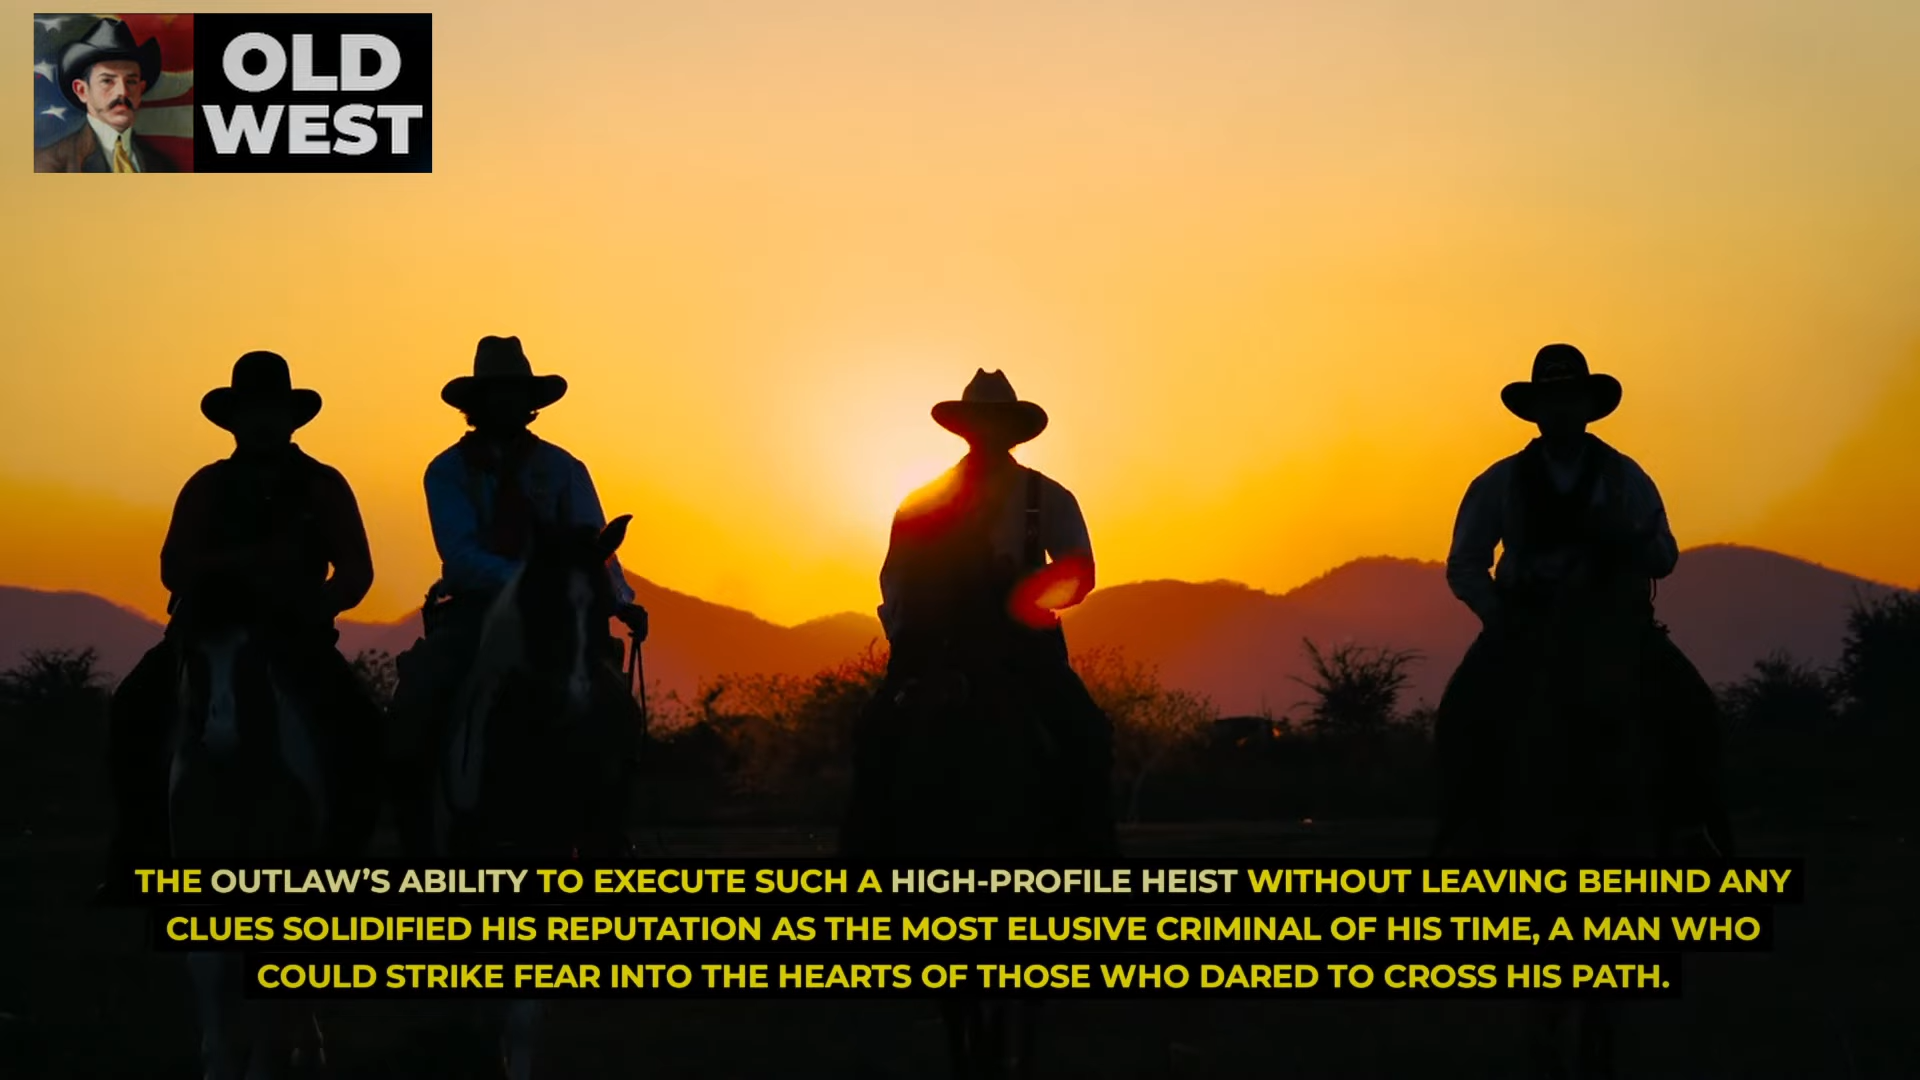 OLD
WEST
THE OUTLAW’S ABILITY TO EXECUTE SUCH A HIGH-PROFILE HEIST WITHOUT LEAVING BEHIND ANY
CLUES SOLIDIFIED HIS REPUTATION AS THE MOST ELUSIVE CRIMINAL OF HIS TIME, A MAN WHO
COULD STRIKE FEAR INTO THE HEARTS OF THOSE WHO DARED TO CROSS HIS PATH.